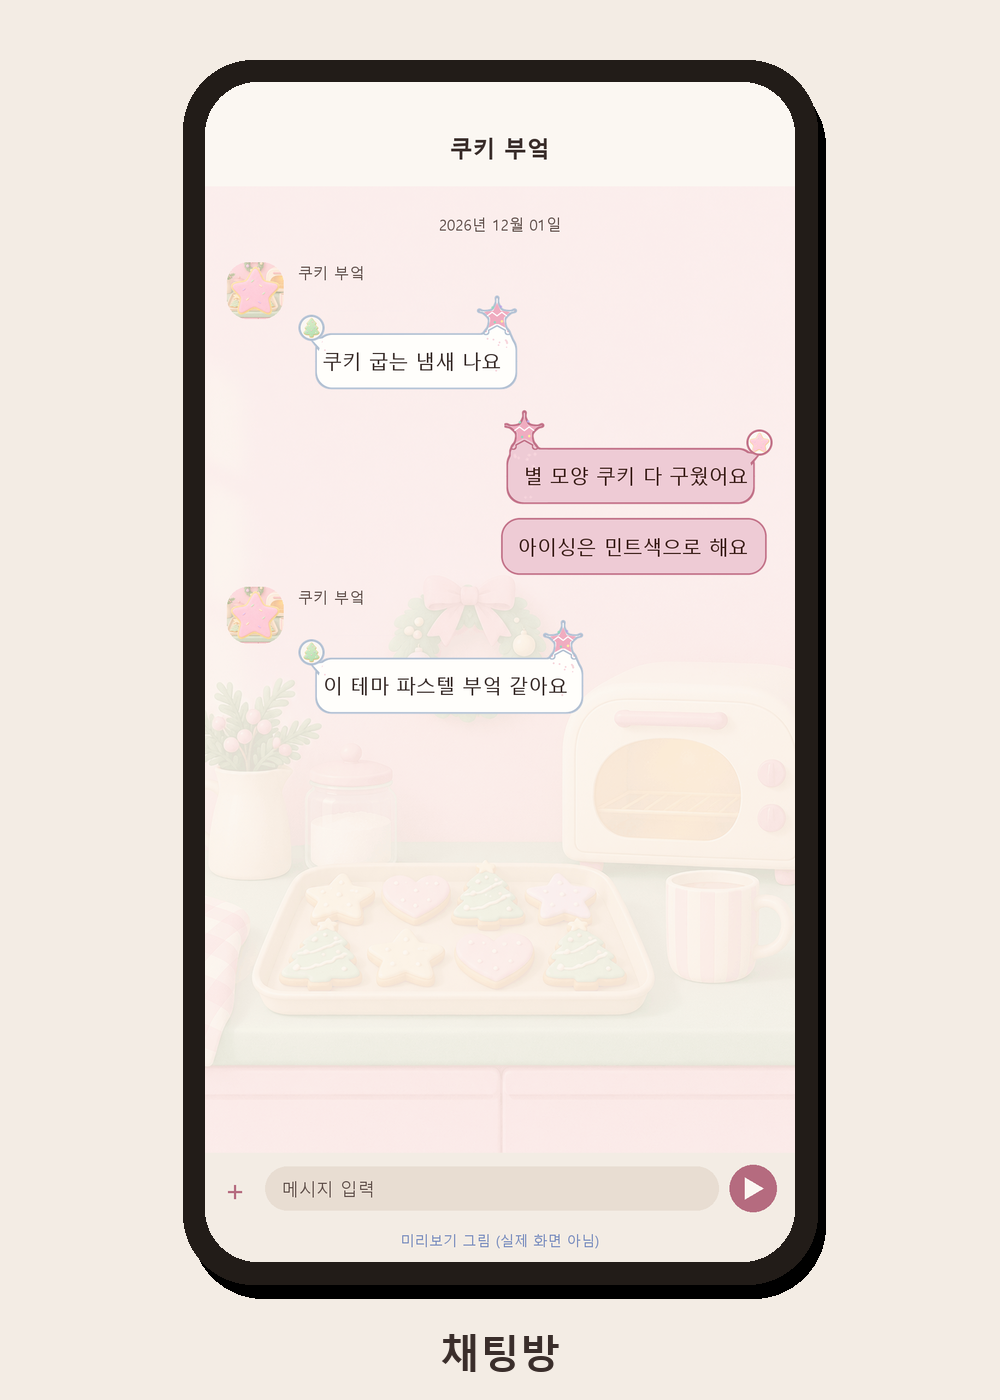 쿠키 부엌
2026년 12월 01일
쿠키 부엌
쿠키 굽는 냄새 나요
별 모양 쿠키 다 구웠어요
아이싱은 민트색으로 해요
쿠키 부엌
이 테마 파스텔 부엌 같아요
+
메시지 입력
미리보기 그림 (실제 화면 아님)
채팅방